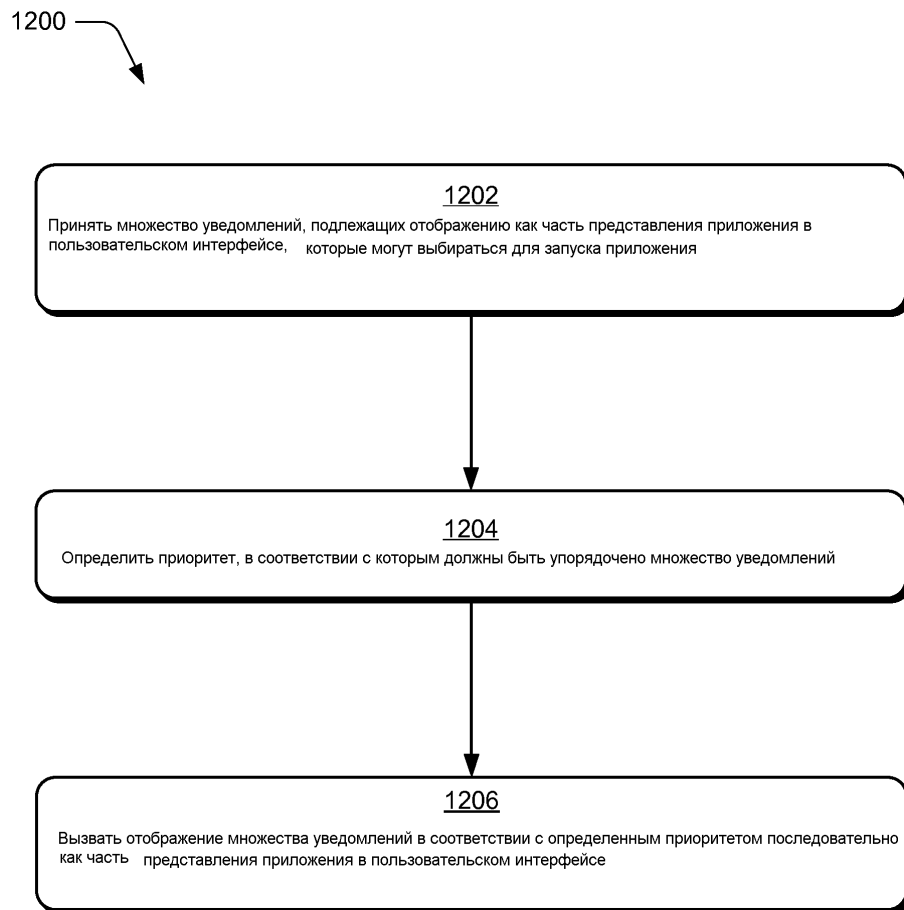 1200
1202
Принять множество уведомлений, подлежащих отображению как часть представления приложения в
пользовательском интерфейсе, которые могут выбираться для запуска приложения
1204
Определить приоритет, в соответствии с которым должны быть упорядочено множество уведомлений
1206
Вызвать отображение множества уведомлений в соответствии с определенным приоритетом последовательно
как часть представления приложения в пользовательском интерфейсе